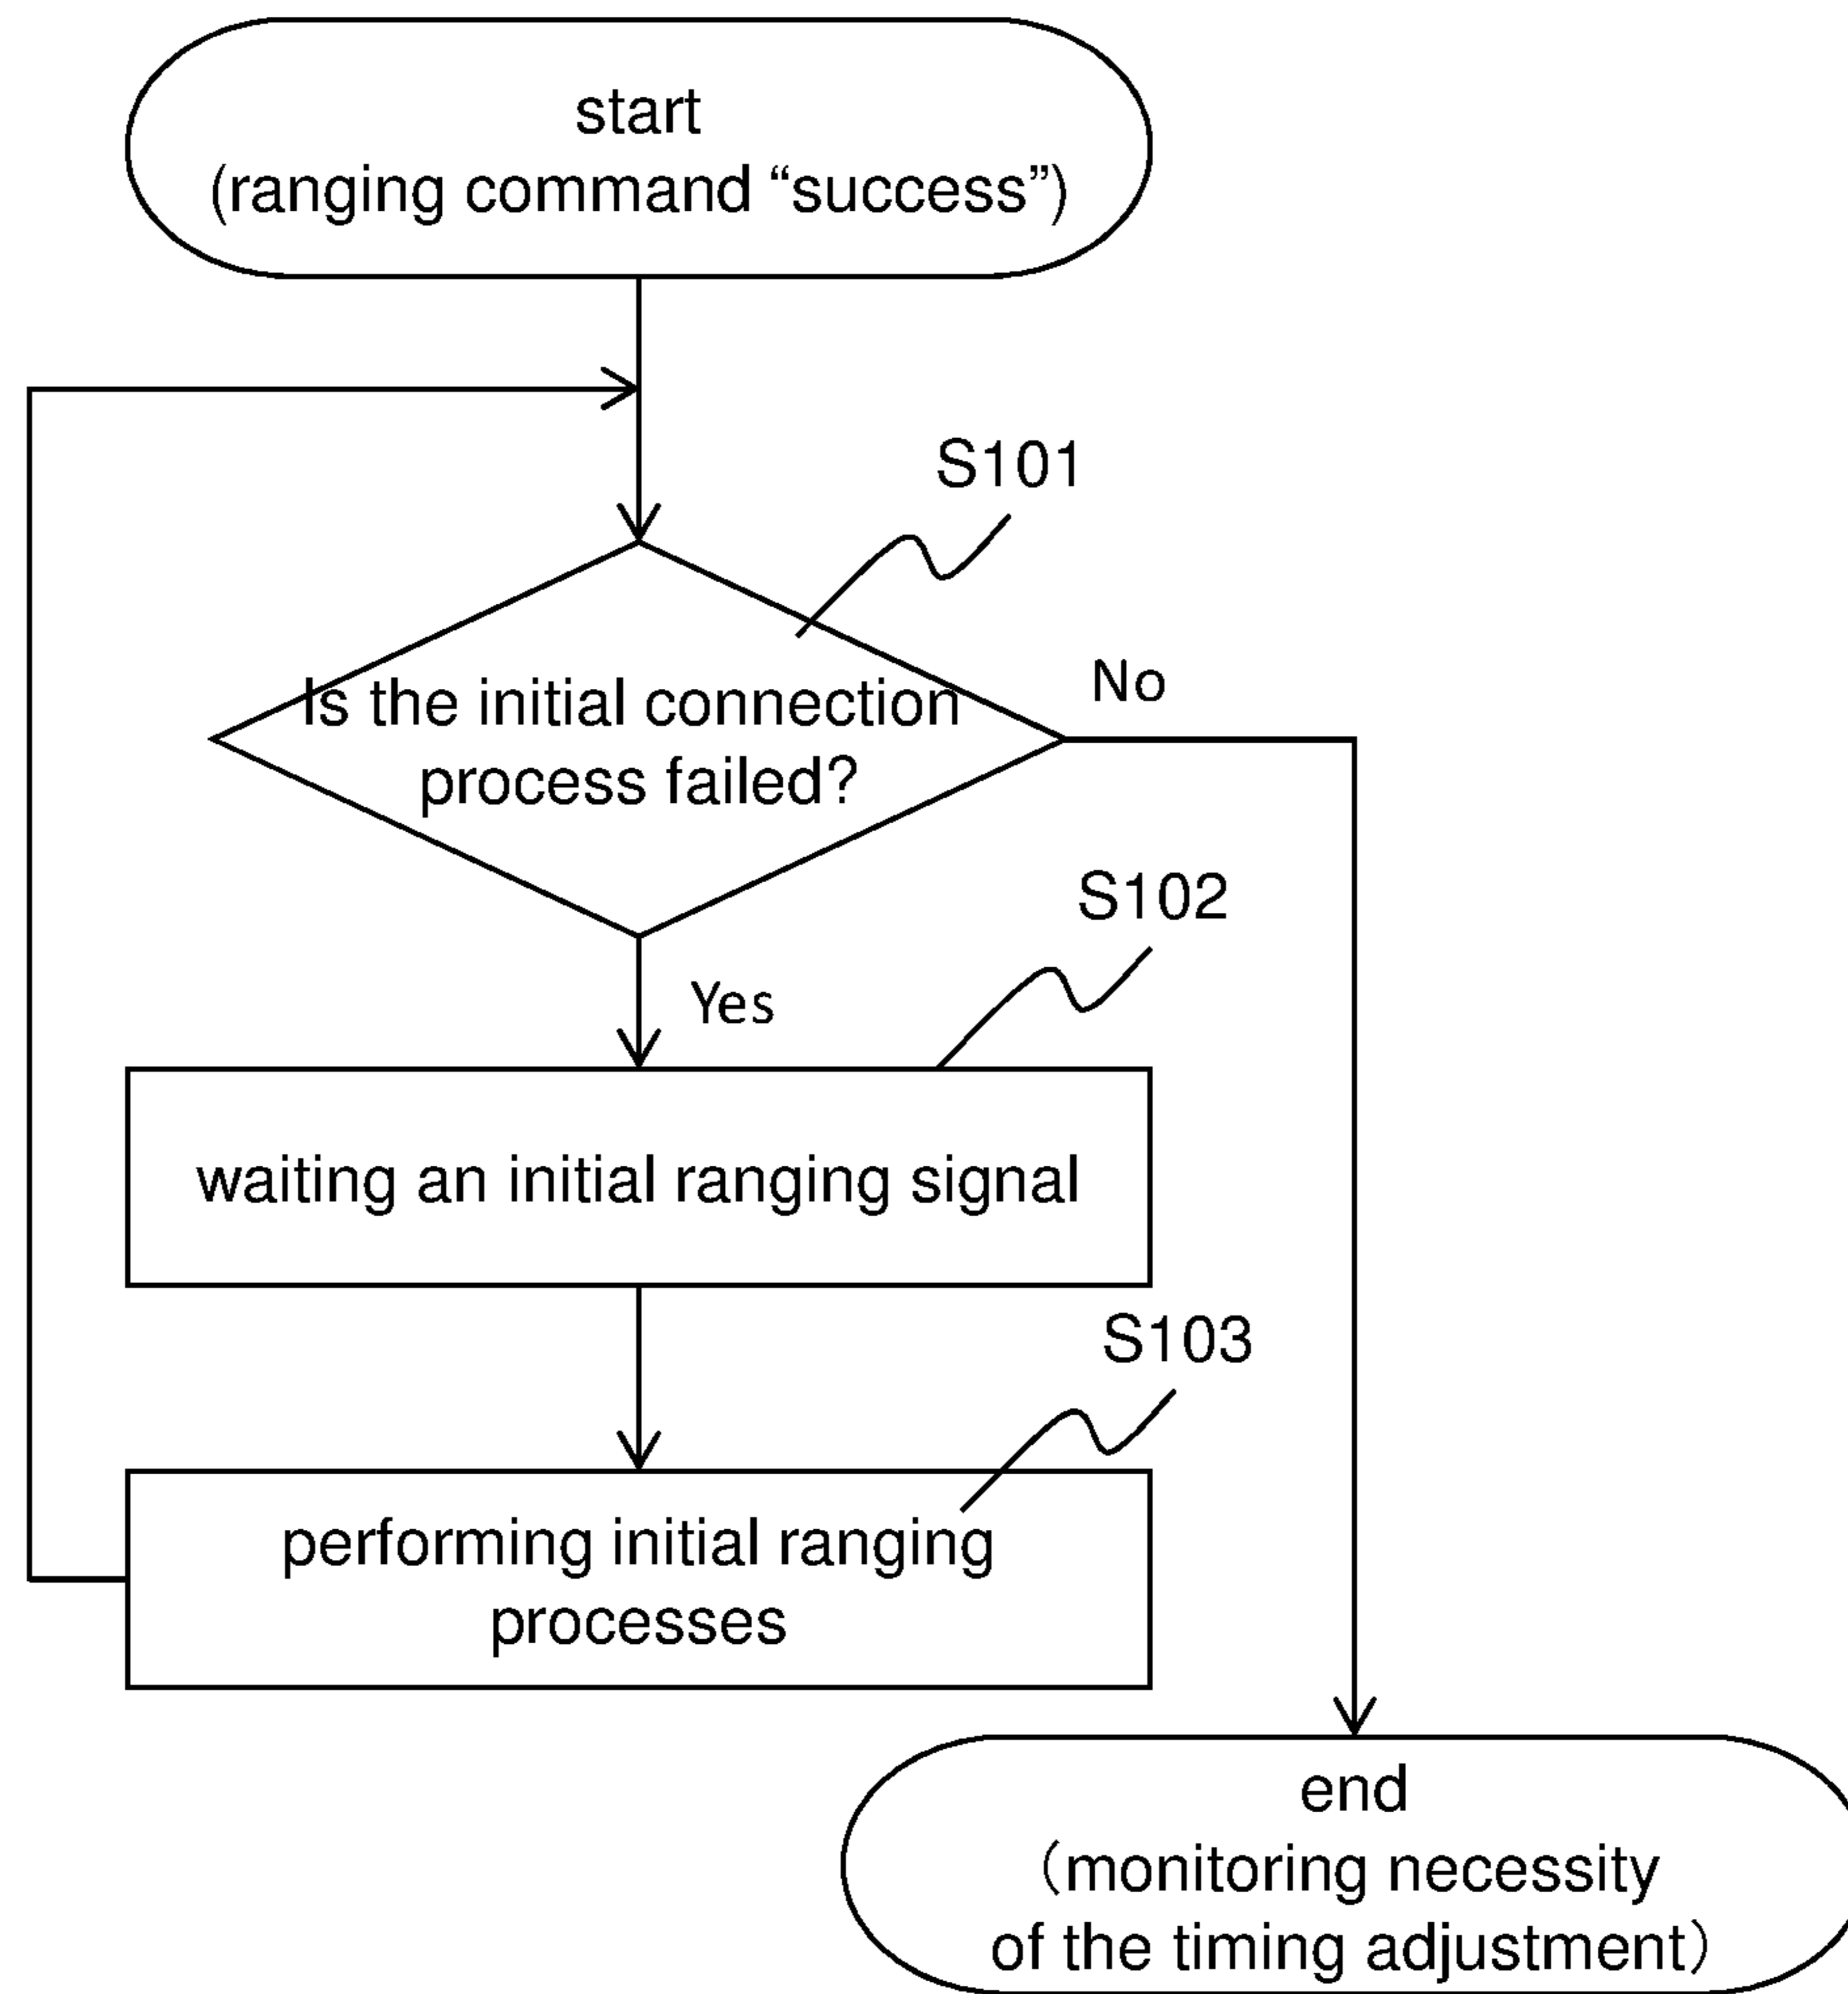 start
(ranging command “success”)
S101
Is the initial connection
process failed?
No
S102
Yes
waiting an initial ranging signal
S103
performing initial ranging
processes
end
(monitoring necessity
of the timing adjustment)